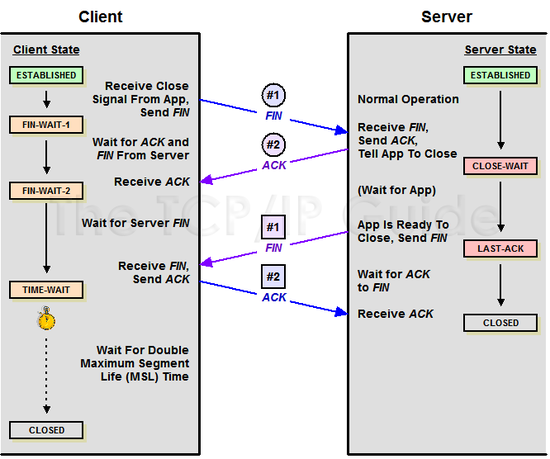 Client
Server
Client State
Server State
ESTABLISHED
ESTABLISHED
Receive Close
Signal From App,
Send FIN
#1
FIN
Normal Operation
FIN-WAIT-1
Receive FIN,
Send ACK,
Tell App To Close
Wait for ACK and
FIN From Server
#2
ACK
CLOSE-WAIT
Receive ACK
FIN-WAIT-2
(Wait for App)
The TCP/IP Guide
Wait for Server FIN
#1
FIN
App Is Ready To
Close, Send FIN
LAST-ACK
Receive FIN,
Send ACK
#2
ACK
Wait for ACK
to FIN
TIME-WAIT
Receive ACK
CLOSED
Wait For Double
Maximum Segment
Life (MSL) Time
CLOSED